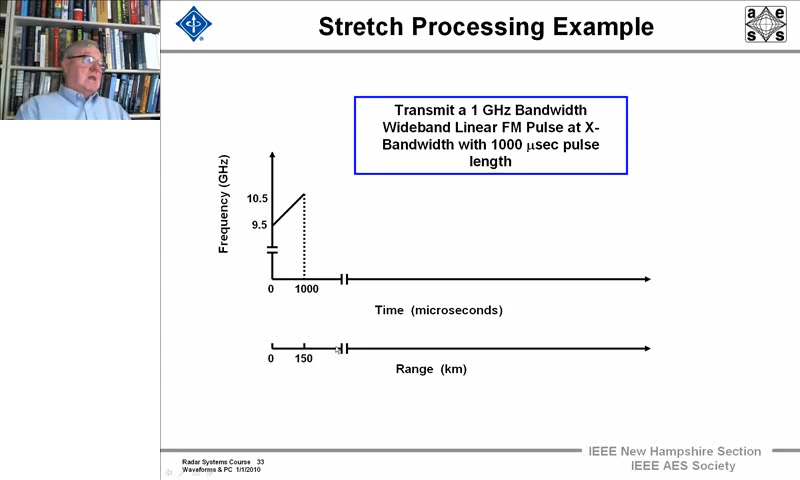 Stretch Processing Example
a e
s s
Transmit a 1 GHz Bandwidth
Wideband Linear FM Pulse at X-
Bandwidth with 1000 μsec pulse
length
Frequency (GHz)
10.5
9.5
0 1000
Time (microseconds)
0 150
Range (km)
IEEE New Hampshire Section
IEEE AES Society
Radar Systems Course 33
Waveforms & PC 1/1/2010